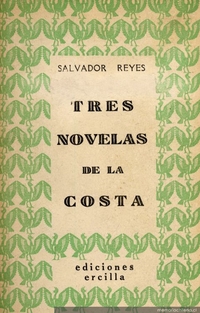 SALVADOR REYES
TRES
NOVELAS
DE LA
COSTA
ediciones
ercilla